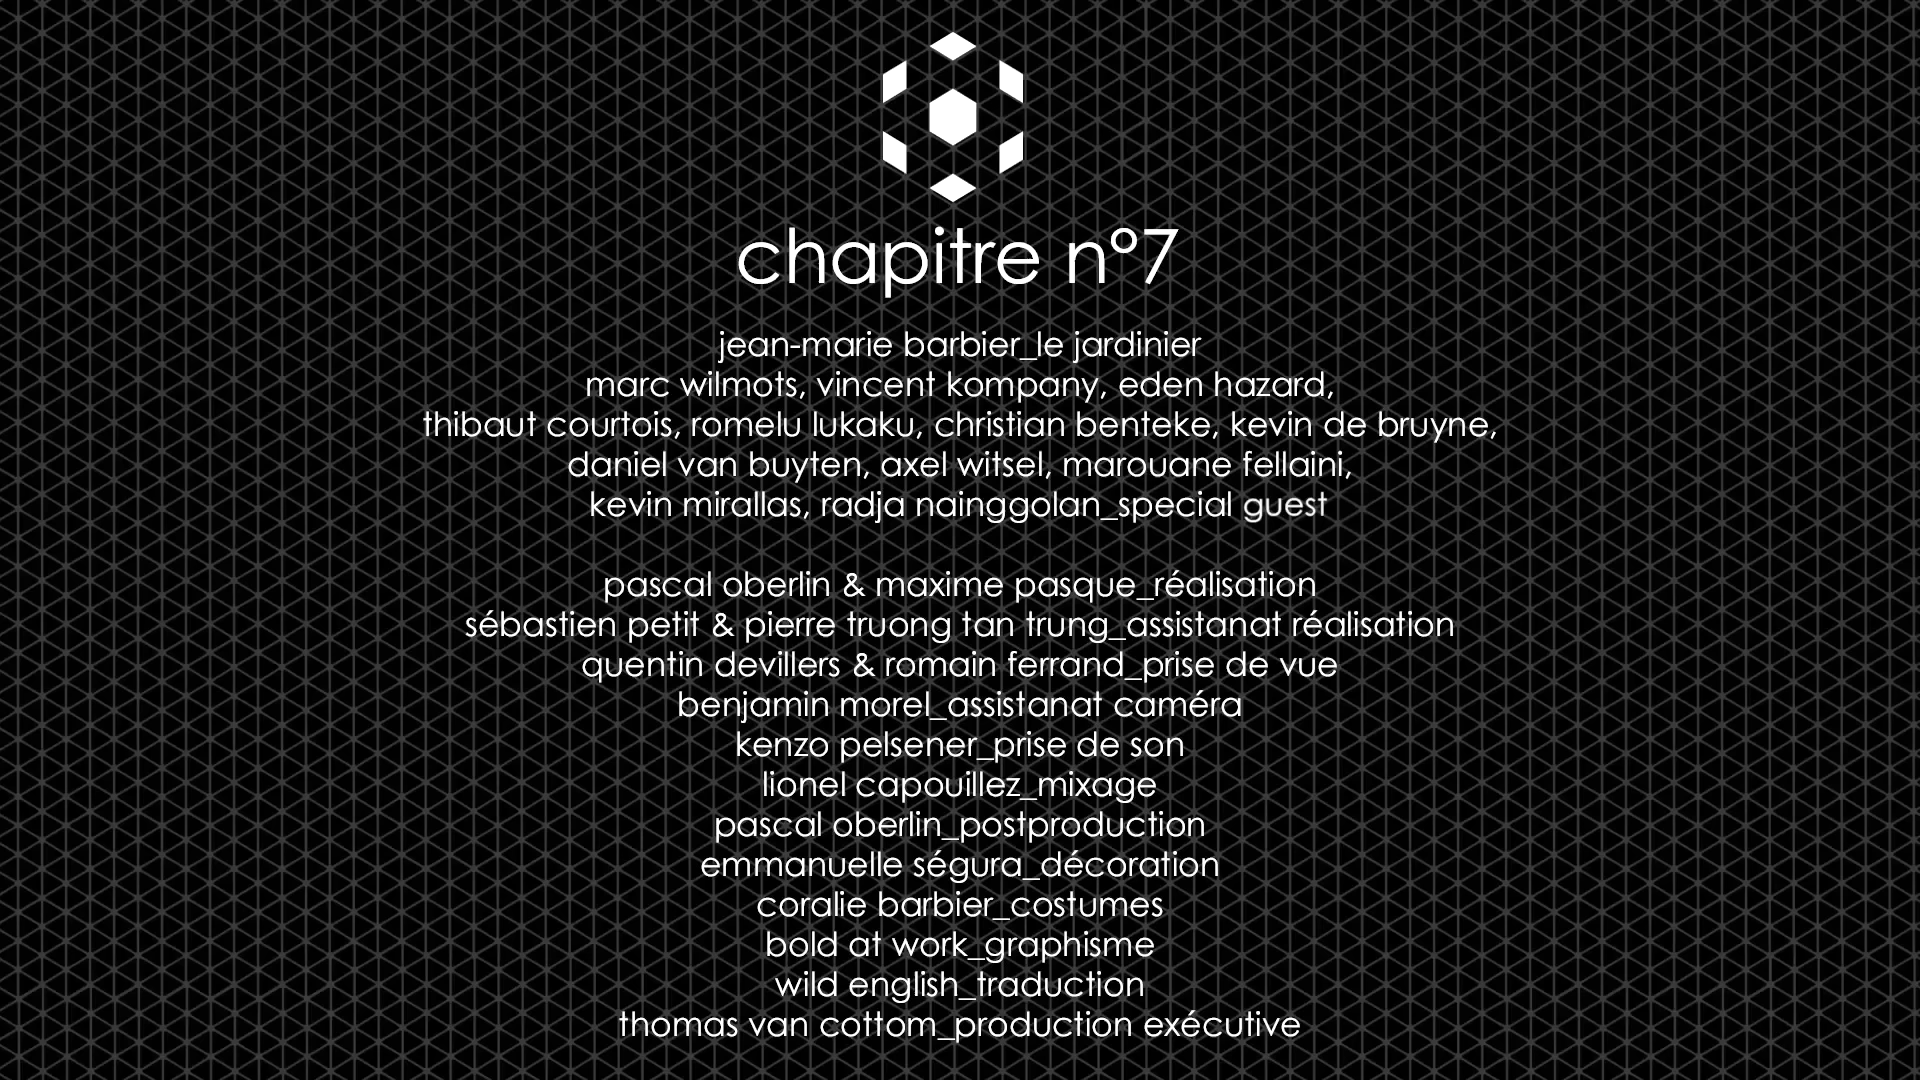 chapitre n°7
jean-marie barbier_le jardinier
marc wilmots, vincent kompany, eden hazard,
thibaut courtois, romelu lukaku, christian benteke, kevin de bruyne,
daniel van buyten, axel witsel, marouane fellaini,
kevin mirallas, radja nainggolan_special guest
pascal oberlin & maxime pasque_réalisation
sébastien petit & pierre truong tan trung_assistanat réalisation
quentin devillers & romain ferrand_prise de vue
benjamin morel_assistanat caméra
kenzo pelsener_prise de son
lionel capouillez_mixage
pascal oberlin_postproduction
emmanuelle ségura_décoration
coralie barbier_costumes
bold at work_graphisme
wild english_traduction
thomas van cottom_production exécutive